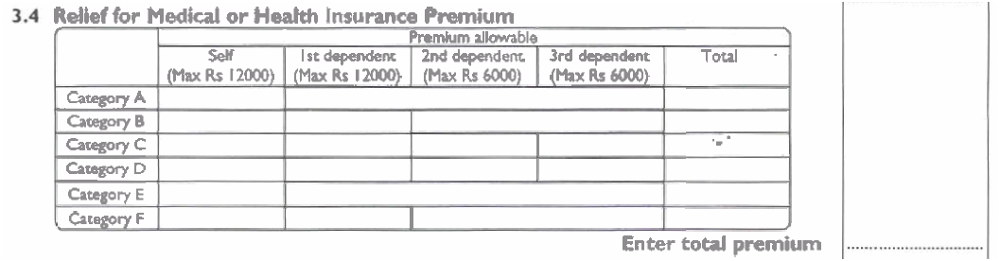 3.4 Relief for Medical or Health Insurance Premium
Premium allowable
Self 1st dependent 2nd dependent 3rd dependent Total
(Max Rs 12000) (Max Rs 12000) (Max Rs 6000) (Max Rs 6000)
Category A
Category B
Category C
Category D
Category E
Category F
Enter total premium